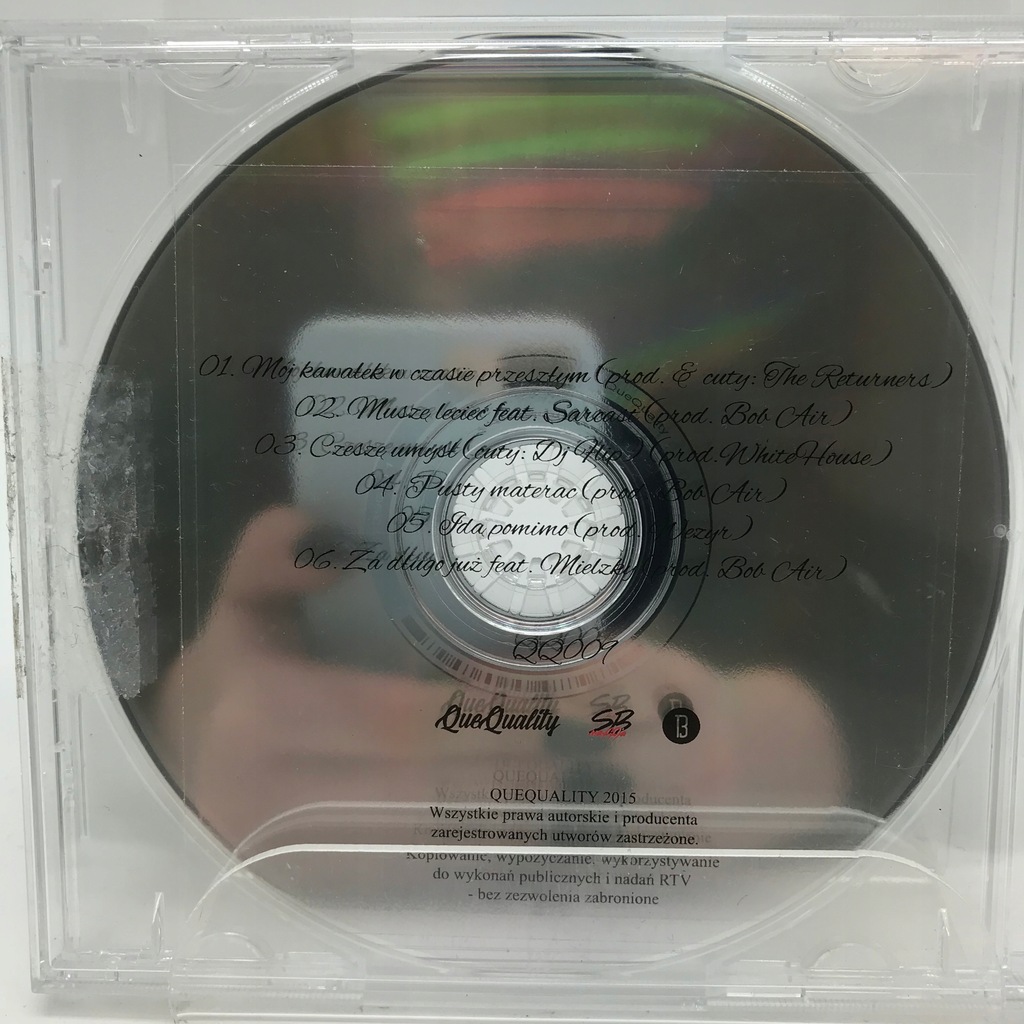 01. Mój kawałek w czasie przeszłym (prod. & cuty: The Returners)
02. Muszę lecieć feat. Sarcast (prod. Bob Air)
03. Czeszę umysł (cuty: Dj Flip) (prod. WhiteHouse)
04. Pusty materac (prod. Bob Air)
05. Idą pomimo (prod. Wezyr)
06. Za długo już feat. Mielzky (prod. Bob Air)
QQ009
QueQuality SB B
QUEQUALITY 2015
Wszystkie prawa autorskie i producenta
zarejestrowanych utworów zastrzeżone.
Kopiowanie, wypożyczanie, wykorzystywanie
do wykonań publicznych i nadań RTV
- bez zezwolenia zabronione